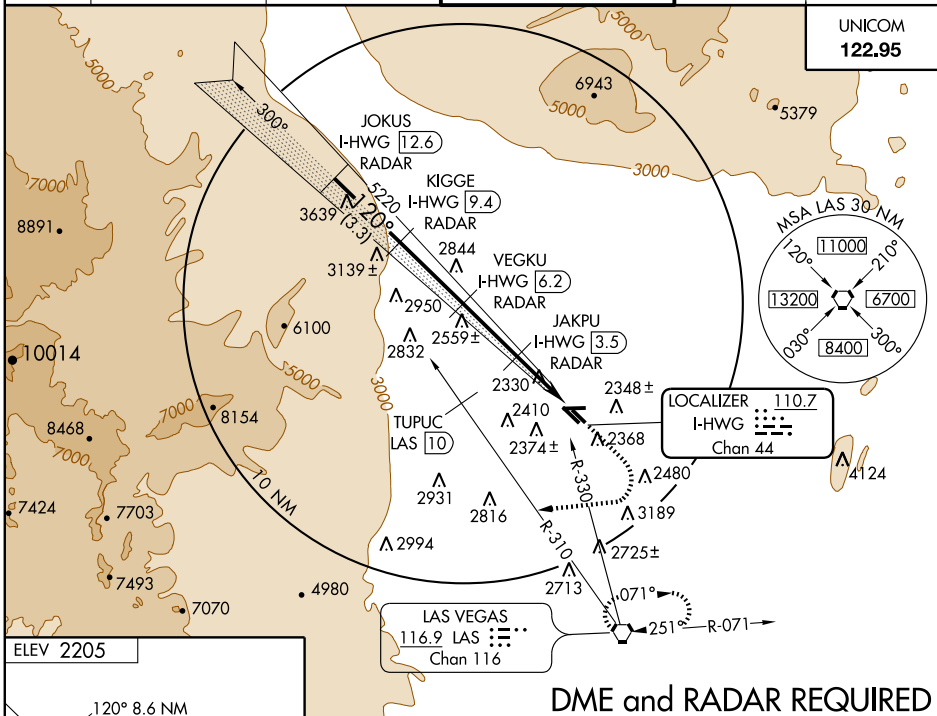 UNICOM
122.95
5000
5000
6943
5000
5379
3000
300°
JOKUS
I-HWG 12.6
RADAR
KIGGE
I-HWG 9.4
RADAR
5220
120°
3639
(3.3)
3139 ±
2844
VEGKU
I-HWG 6.2
RADAR
7000
8891
2950
2559 ±
2832
6100
JAKPU
I-HWG 3.5
RADAR
MSA LAS 30 NM
120°
11000
210°
13200
6700
030°
8400
300°
10014
5000
3000
2330
2348 ±
TUPUC
LAS 10
2410
2374 ±
2368
LOCALIZER 110.7
I-HWG
Chan 44
7000
8154
8468
7000
R-330
2480
4124
10 NM
2931
2816
3189
7424
7703
R-310
2994
2725 ±
7493
4980
2713
7070
071°
251°
R-071
LAS VEGAS
116.9 LAS
Chan 116
ELEV 2205
120° 8.6 NM
DME and RADAR REQUIRED